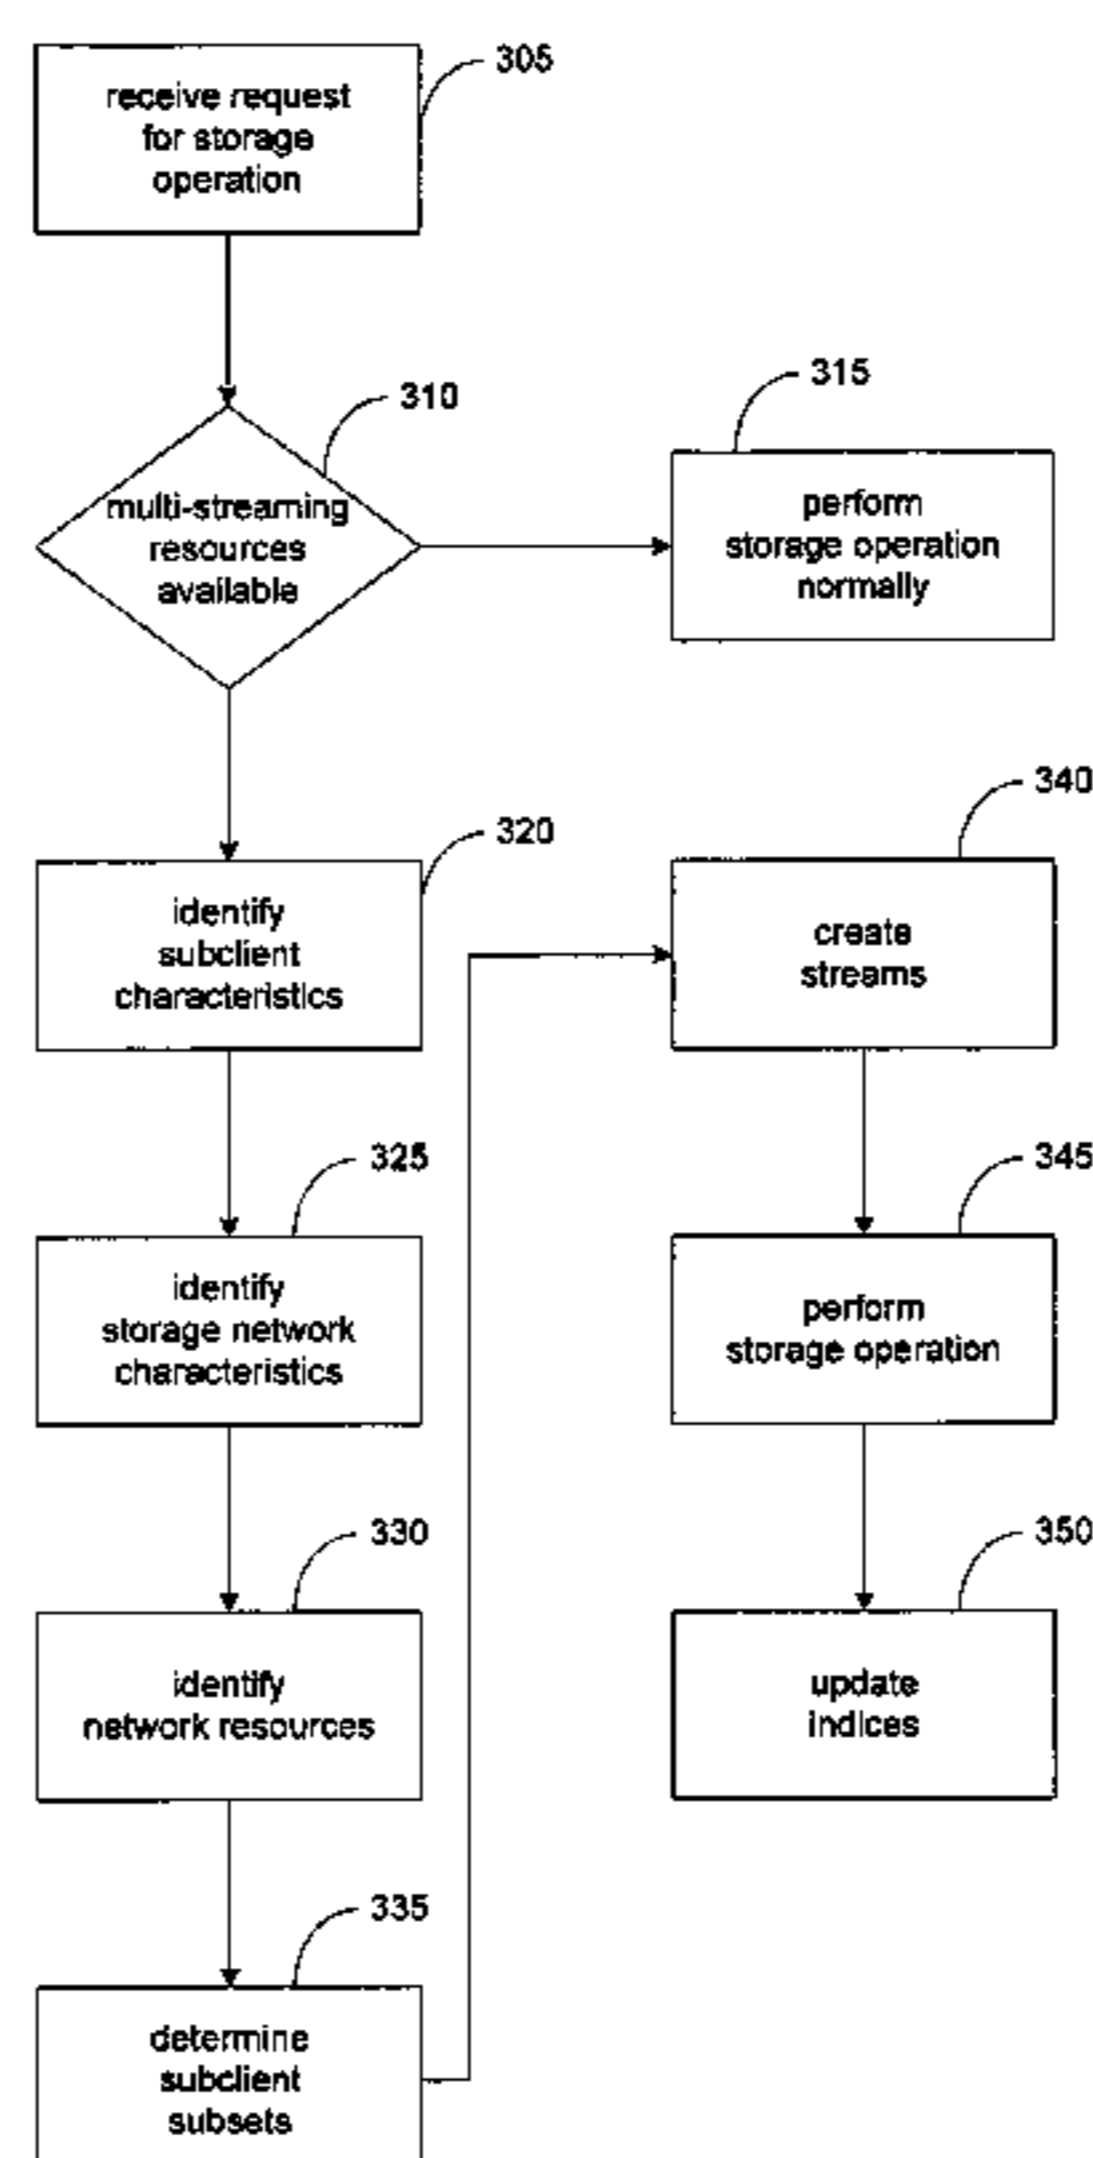 305
receive request
for storage
operation
310
multi-streaming
resources
available
315
perform
storage operation
normally
320
identify
subclient
characteristics
325
identify
storage network
characteristics
330
identify
network resources
335
determine
subclient
subsets
340
create
streams
345
perform
storage operation
350
update
indices